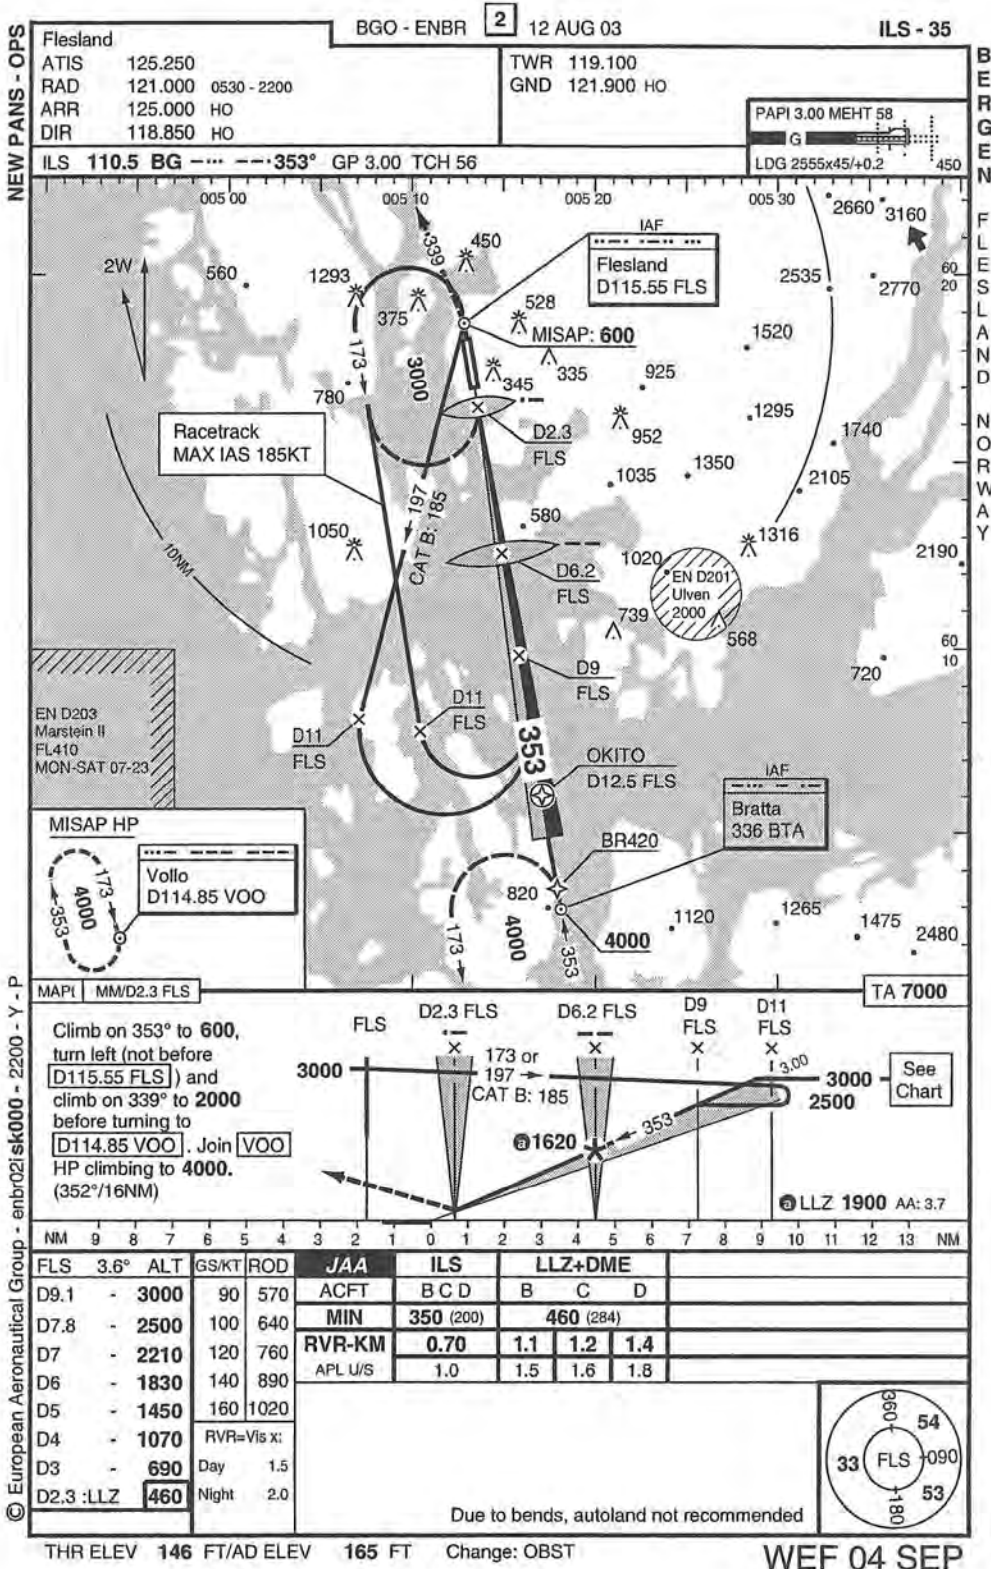 BGO - ENBR 2 12 AUG 03 ILS - 35
NEW PANS - OPS
BERGEN FLESLAND NORWAY
Flesland
ATIS 125.250
RAD 121.000 0530 - 2200
ARR 125.000 HO
DIR 118.850 HO
TWR 119.100
GND 121.900 HO
PAPI 3.00 MEHT 58
G
LDG 2555x45/+0.2 450
ILS 110.5 BG 353° GP 3.00 TCH 56
005 00 005 10 005 20 005 30
2660
3160
339
450
IAF
Flesland
D115.55 FLS
2W
560
1293
375
528
2535
60
20
2770
MISAP: 600
1520
173
3000
335
345
925
780
Racetrack
MAX IAS 185KT
D2.3
FLS
952
1295
1740
1035
1350
2105
197
CAT B: 185
580
1050
1316
10NM
D6.2
FLS
1020
EN D201
Ulven
2000
2190
739
568
60
10
D9
FLS
720
D11
FLS
D11
FLS
EN D203
Marstein II
FL410
MON-SAT 07-23
353
OKITO
D12.5 FLS
IAF
Bratta
336 BTA
MISAP HP
Vollo
D114.85 VOO
173
4000
353
BR420
820
173
4000
353
4000
1120
1265
1475
2480
MAPt MM/D2.3 FLS
TA 7000
Climb on 353° to 600,
turn left (not before
D115.55 FLS ) and
climb on 339° to 2000
before turning to
D114.85 VOO . Join VOO
HP climbing to 4000.
(352°/16NM)
FLS
D2.3 FLS
D6.2 FLS
D9
FLS
D11
FLS
3000
173 or
197
CAT B: 185
3.00
3000
2500
See
Chart
353
a 1620
a LLZ 1900 AA: 3.7
NM 9 8 7 6 5 4 3 2 1 0 1 2 3 4 5 6 7 8 9 10 11 12 13 NM
FLS 3.6° ALT
D9.1 - 3000
D7.8 - 2500
D7 - 2210
D6 - 1830
D5 - 1450
D4 - 1070
D3 - 690
D2.3 :LLZ 460
GS/KT ROD
90 570
100 640
120 760
140 890
160 1020
RVR=Vis x:
Day 1.5
Night 2.0
JAA ILS LLZ+DME
ACFT B C D B C D
MIN 350 (200) 460 (284)
RVR-KM 0.70 1.1 1.2 1.4
APL U/S 1.0 1.5 1.6 1.8
360
54
33
FLS
090
53
180
Due to bends, autoland not recommended
© European Aeronautical Group - enbr02isk000 - 2200 - Y - P
THR ELEV 146 FT/AD ELEV 165 FT Change: OBST
WEF 04 SEP